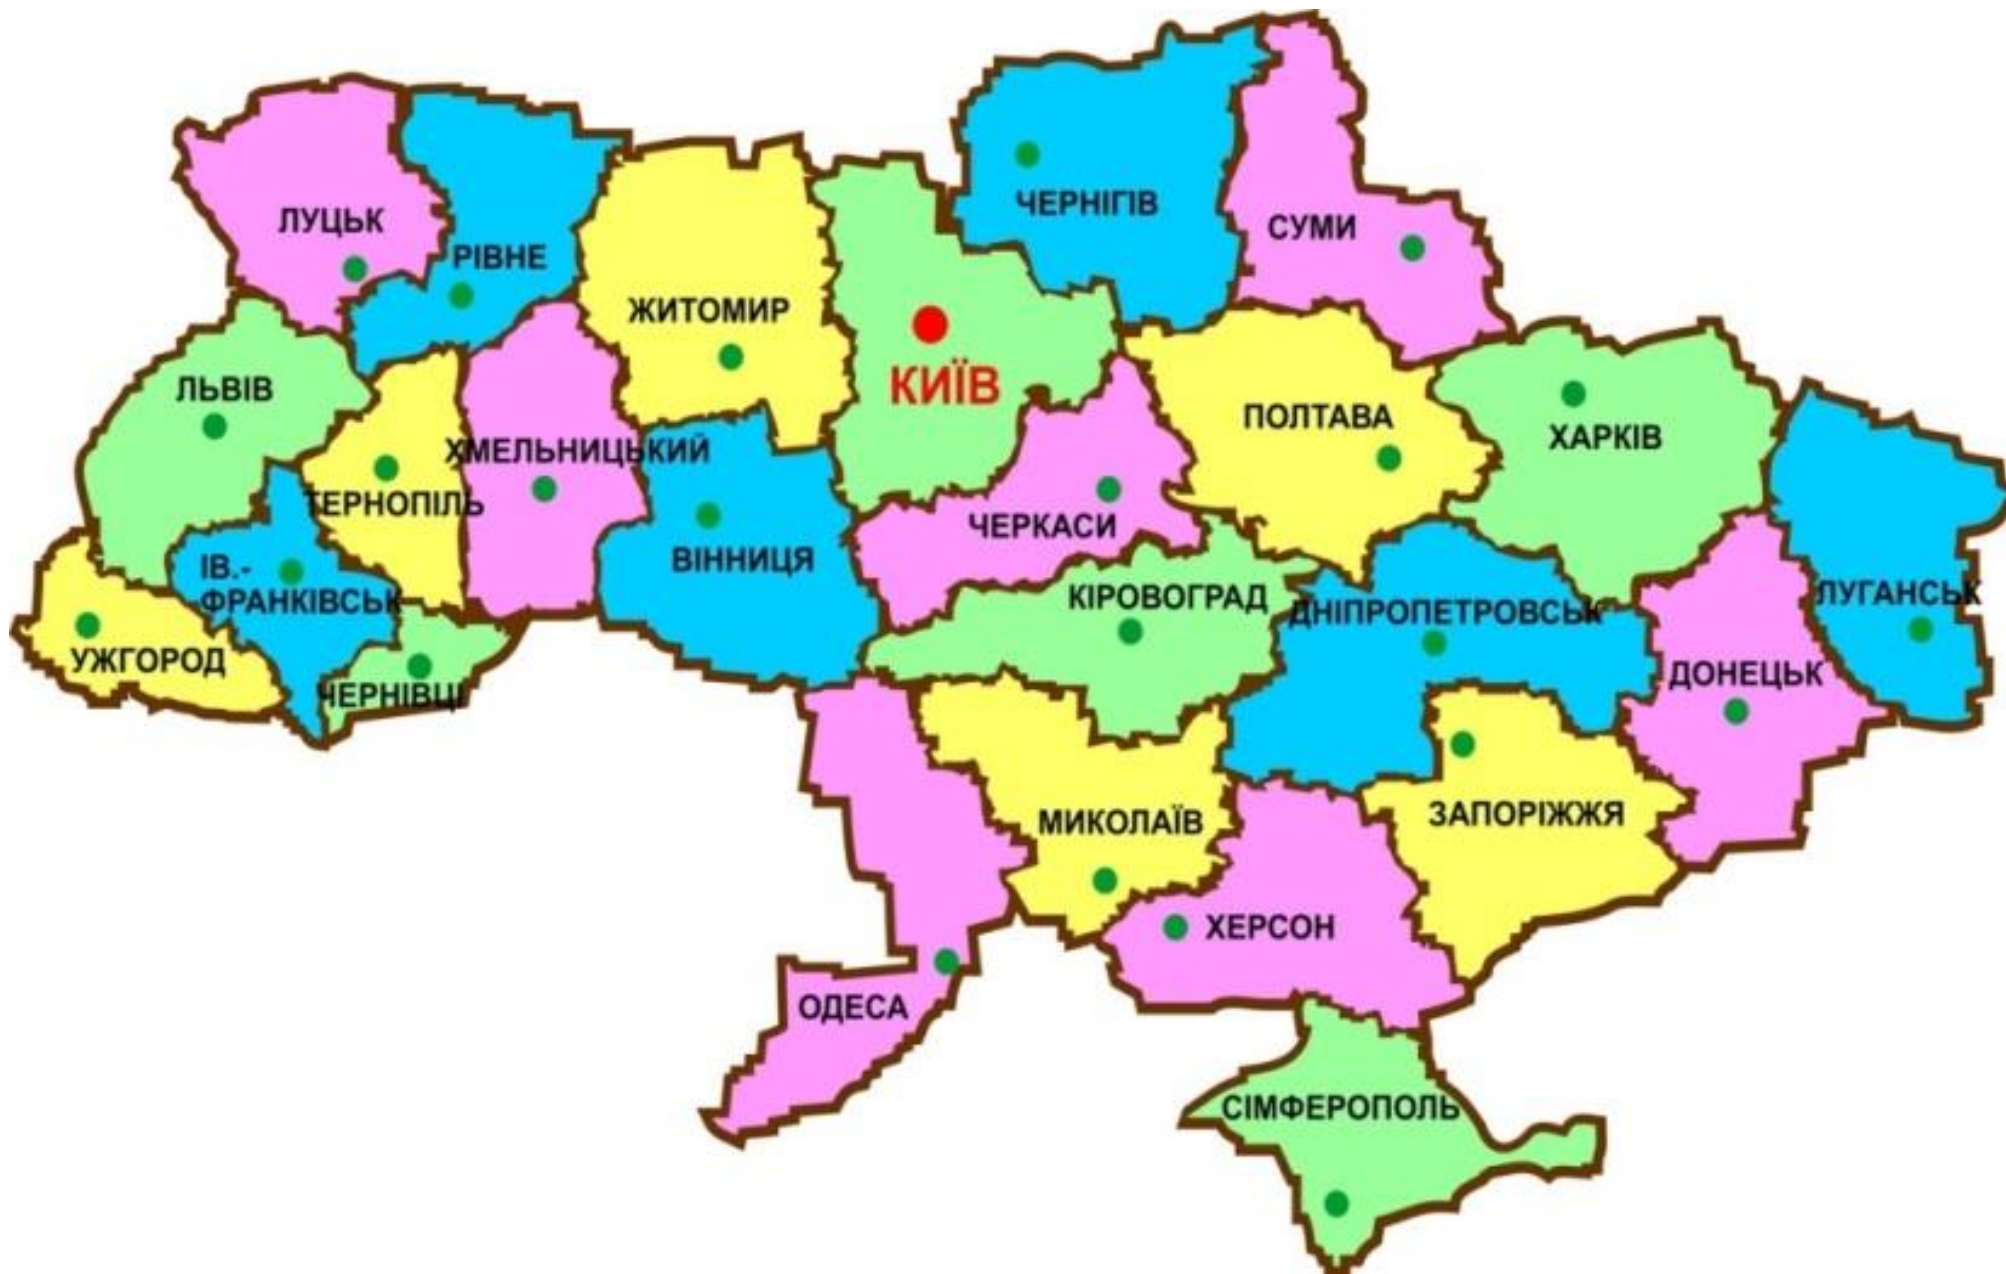 ЧЕРНІГІВ
ЛУЦЬК
СУМИ
РІВНЕ
ЖИТОМИР
КИЇВ
ЛЬВІВ
ПОЛТАВА
ХАРКІВ
ХМЕЛЬНИЦЬКИЙ
ТЕРНОПІЛЬ
ЧЕРКАСИ
ВІННИЦЯ
ІВ.-
ФРАНКІВСЬК
КІРОВОГРАД
ДНІПРОПЕТРОВСЬК
ЛУГАНСЬК
УЖГОРОД
ДОНЕЦЬК
ЧЕРНІВЦІ
МИКОЛАЇВ
ЗАПОРІЖЖЯ
ХЕРСОН
ОДЕСА
СІМФЕРОПОЛЬ